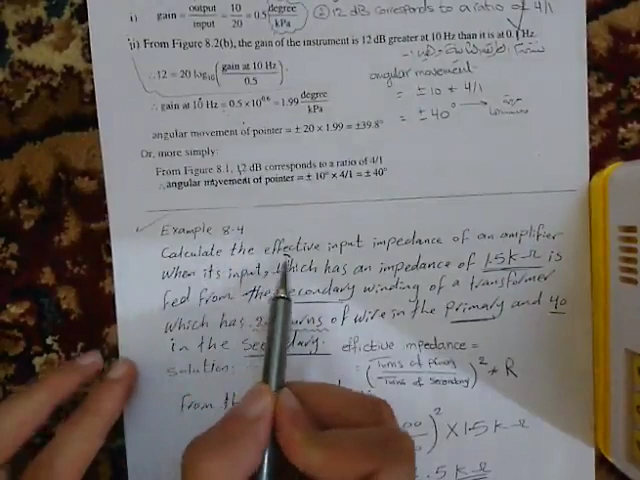 i) gain = output/input = 10/20 = 0.5 degree/kPa
② 12 dB corresponds to a ratio of 4/1
ii) From Figure 8.2(b), the gain of the instrument is 12 dB greater at 10 Hz than it is at 0.1 Hz
∴ 12 = 20 log10 (gain at 10 Hz / 0.5)
angular movement
= ±10 * 4/1
∴ gain at 10 Hz = 0.5 x 10^0.6 = 1.99 degree/kPa
= ±40°
angular movement of pointer = ± 20 x 1.99 = ±39.8°
Or, more simply:
From Figure 8.1, 12 dB corresponds to a ratio of 4/1
∴ angular movement of pointer = ± 10° x 4/1 = ± 40°
Example 8.4
Calculate the effective input impedance of an amplifier
when its input, which has an impedance of 1.5 k Ω is
fed from the secondary winding of a transformer
which has turns of wire in the primary and 40
in the Secondary. effective impedance =
Solution: (Turns of Primary / Turns of Secondary)^2 * R
From
)^2 X 1.5 k Ω
.5 k Ω